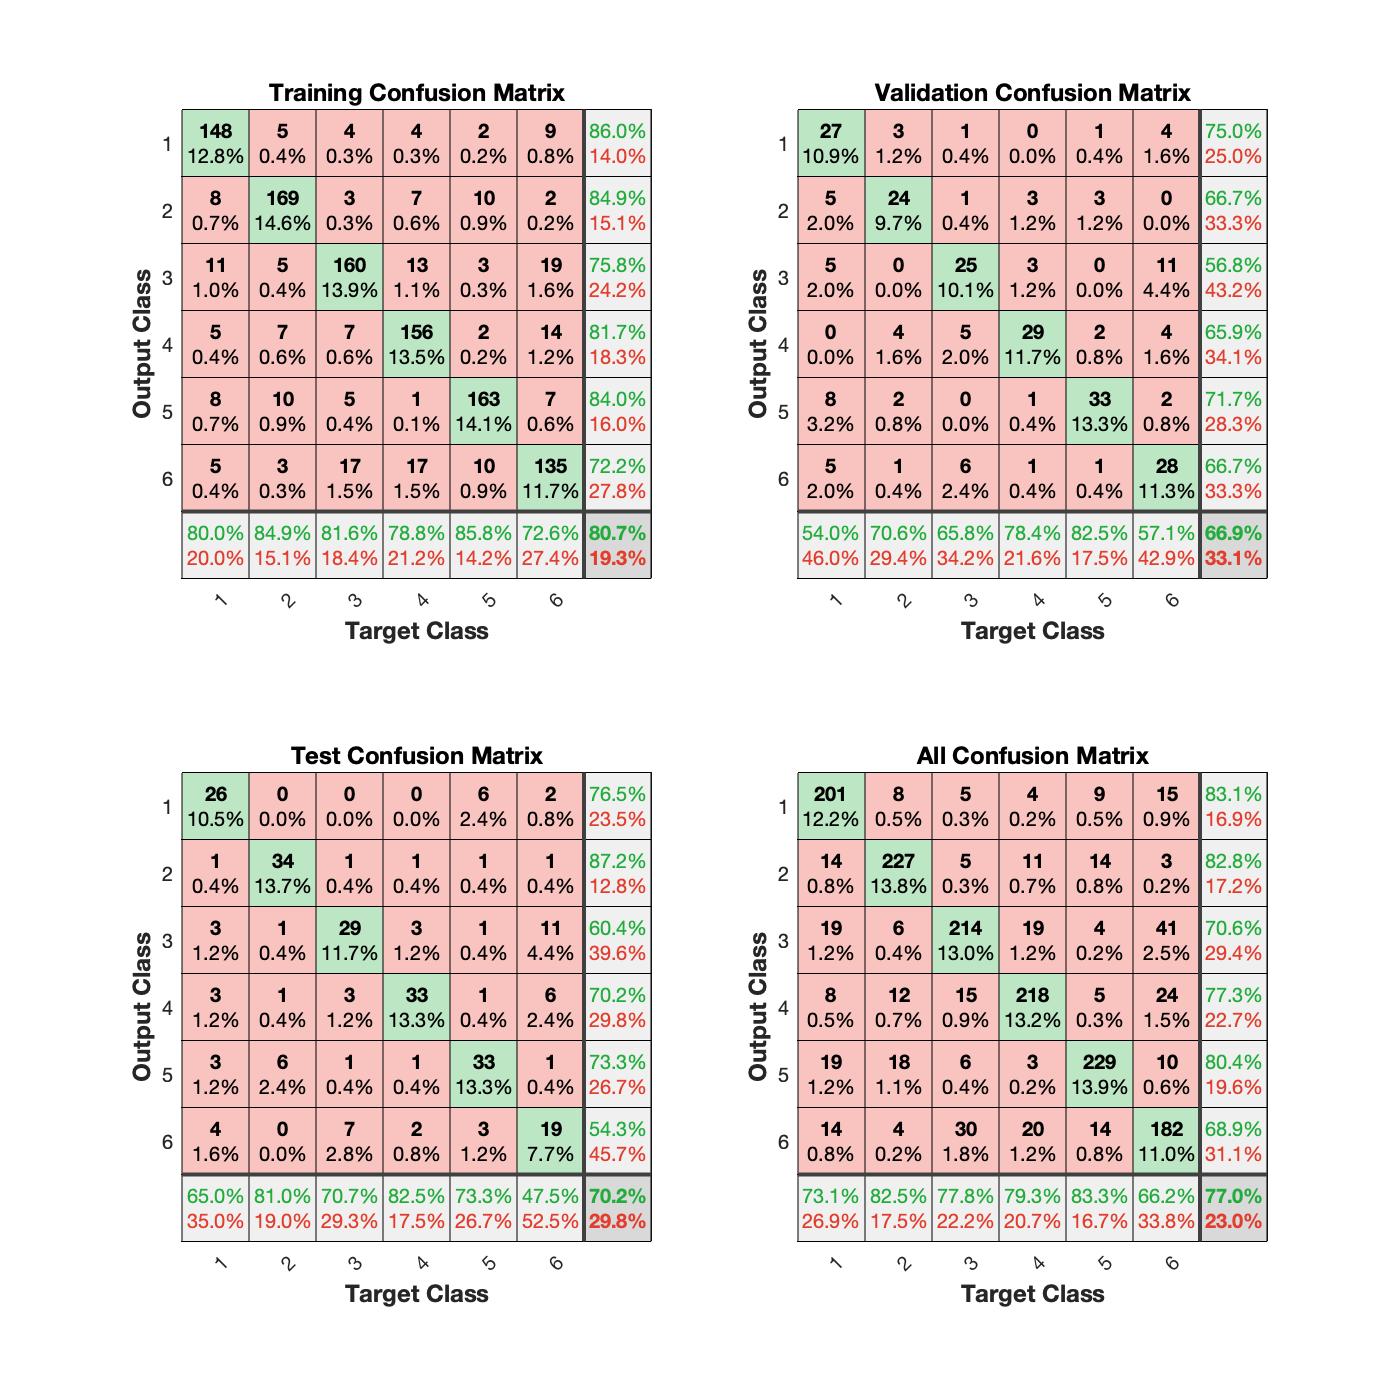 Training Confusion Matrix
1 148 5 4 4 2 9 86.0%
12.8% 0.4% 0.3% 0.3% 0.2% 0.8% 14.0%
2 8 169 3 7 10 2 84.9%
0.7% 14.6% 0.3% 0.6% 0.9% 0.2% 15.1%
3 11 5 160 13 3 19 75.8%
1.0% 0.4% 13.9% 1.1% 0.3% 1.6% 24.2%
4 5 7 7 156 2 14 81.7%
0.4% 0.6% 0.6% 13.5% 0.2% 1.2% 18.3%
5 8 10 5 1 163 7 84.0%
0.7% 0.9% 0.4% 0.1% 14.1% 0.6% 16.0%
6 5 3 17 17 10 135 72.2%
0.4% 0.3% 1.5% 1.5% 0.9% 11.7% 27.8%
80.0% 84.9% 81.6% 78.8% 85.8% 72.6% 80.7%
20.0% 15.1% 18.4% 21.2% 14.2% 27.4% 19.3%
1 2 3 4 5 6
Target Class
Output Class
Validation Confusion Matrix
1 27 3 1 0 1 4 75.0%
10.9% 1.2% 0.4% 0.0% 0.4% 1.6% 25.0%
2 5 24 1 3 3 0 66.7%
2.0% 9.7% 0.4% 1.2% 1.2% 0.0% 33.3%
3 5 0 25 3 0 11 56.8%
2.0% 0.0% 10.1% 1.2% 0.0% 4.4% 43.2%
4 0 4 5 29 2 4 65.9%
0.0% 1.6% 2.0% 11.7% 0.8% 1.6% 34.1%
5 8 2 0 1 33 2 71.7%
3.2% 0.8% 0.0% 0.4% 13.3% 0.8% 28.3%
6 5 1 6 1 1 28 66.7%
2.0% 0.4% 2.4% 0.4% 0.4% 11.3% 33.3%
54.0% 70.6% 65.8% 78.4% 82.5% 57.1% 66.9%
46.0% 29.4% 34.2% 21.6% 17.5% 42.9% 33.1%
1 2 3 4 5 6
Target Class
Output Class
Test Confusion Matrix
1 26 0 0 0 6 2 76.5%
10.5% 0.0% 0.0% 0.0% 2.4% 0.8% 23.5%
2 1 34 1 1 1 1 87.2%
0.4% 13.7% 0.4% 0.4% 0.4% 0.4% 12.8%
3 3 1 29 3 1 11 60.4%
1.2% 0.4% 11.7% 1.2% 0.4% 4.4% 39.6%
4 3 1 3 33 1 6 70.2%
1.2% 0.4% 1.2% 13.3% 0.4% 2.4% 29.8%
5 3 6 1 1 33 1 73.3%
1.2% 2.4% 0.4% 0.4% 13.3% 0.4% 26.7%
6 4 0 7 2 3 19 54.3%
1.6% 0.0% 2.8% 0.8% 1.2% 7.7% 45.7%
65.0% 81.0% 70.7% 82.5% 73.3% 47.5% 70.2%
35.0% 19.0% 29.3% 17.5% 26.7% 52.5% 29.8%
1 2 3 4 5 6
Target Class
Output Class
All Confusion Matrix
1 201 8 5 4 9 15 83.1%
12.2% 0.5% 0.3% 0.2% 0.5% 0.9% 16.9%
2 14 227 5 11 14 3 82.8%
0.8% 13.8% 0.3% 0.7% 0.8% 0.2% 17.2%
3 19 6 214 19 4 41 70.6%
1.2% 0.4% 13.0% 1.2% 0.2% 2.5% 29.4%
4 8 12 15 218 5 24 77.3%
0.5% 0.7% 0.9% 13.2% 0.3% 1.5% 22.7%
5 19 18 6 3 229 10 80.4%
1.2% 1.1% 0.4% 0.2% 13.9% 0.6% 19.6%
6 14 4 30 20 14 182 68.9%
0.8% 0.2% 1.8% 1.2% 0.8% 11.0% 31.1%
73.1% 82.5% 77.8% 79.3% 83.3% 66.2% 77.0%
26.9% 17.5% 22.2% 20.7% 16.7% 33.8% 23.0%
1 2 3 4 5 6
Target Class
Output Class